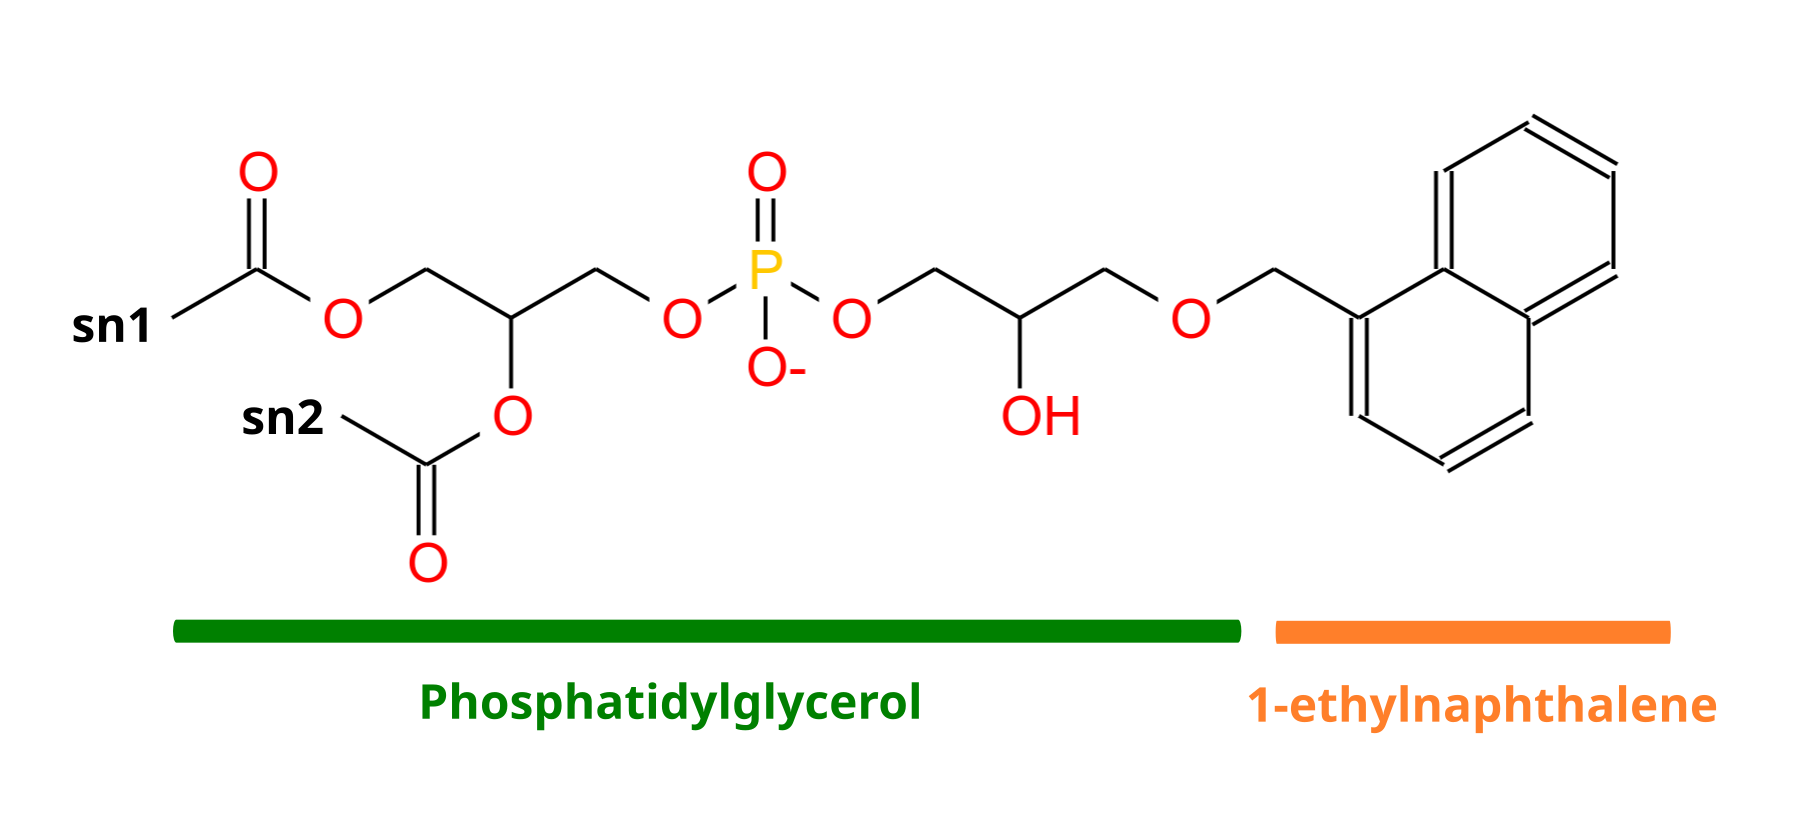 O O
P
sn1 O O O O
O-
sn2 O OH
O
Phosphatidylglycerol 1-ethylnaphthalene